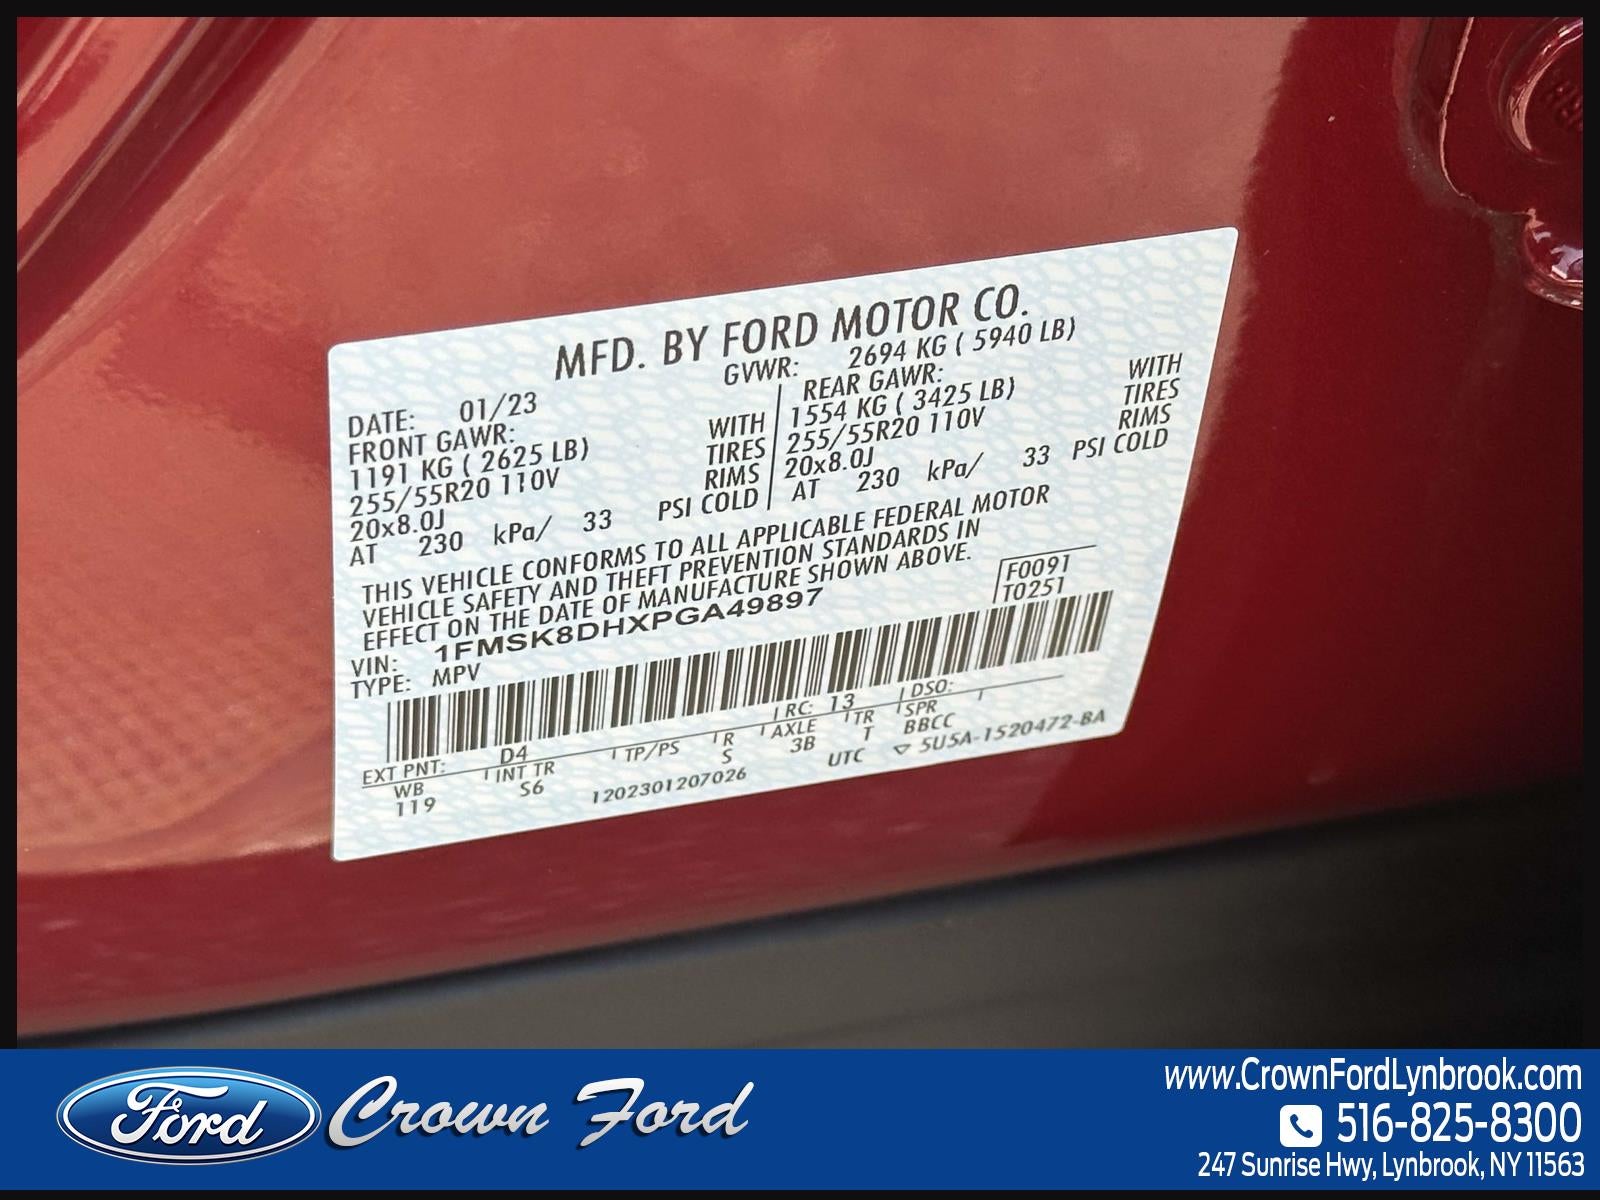 MFD. BY FORD MOTOR CO.
DATE: 01/23 GVWR: 2694 KG ( 5940 LB)
FRONT GAWR: REAR GAWR:
1191 KG ( 2625 LB) WITH 1554 KG ( 3425 LB) WITH
255/55R20 110V TIRES 255/55R20 110V TIRES
20x8.0J RIMS 20x8.0J RIMS
AT 230 kPa/ 33 PSI COLD AT 230 kPa/ 33 PSI COLD
THIS VEHICLE CONFORMS TO ALL APPLICABLE FEDERAL MOTOR
VEHICLE SAFETY AND THEFT PREVENTION STANDARDS IN
EFFECT ON THE DATE OF MANUFACTURE SHOWN ABOVE.
F0091
T0251
VIN: 1FMSK8DHXPGA49897
TYPE: MPV
EXT PNT: D4 RC: 13 DSO:
WB INT TR TP/PS R AXLE TR SPR
119 S6 S 3B T BBCC
1202301207026 UTC ▽ 5U5A-1520472-BA
Ford Crown Ford
www.CrownFordLynbrook.com
516-825-8300
247 Sunrise Hwy, Lynbrook, NY 11563